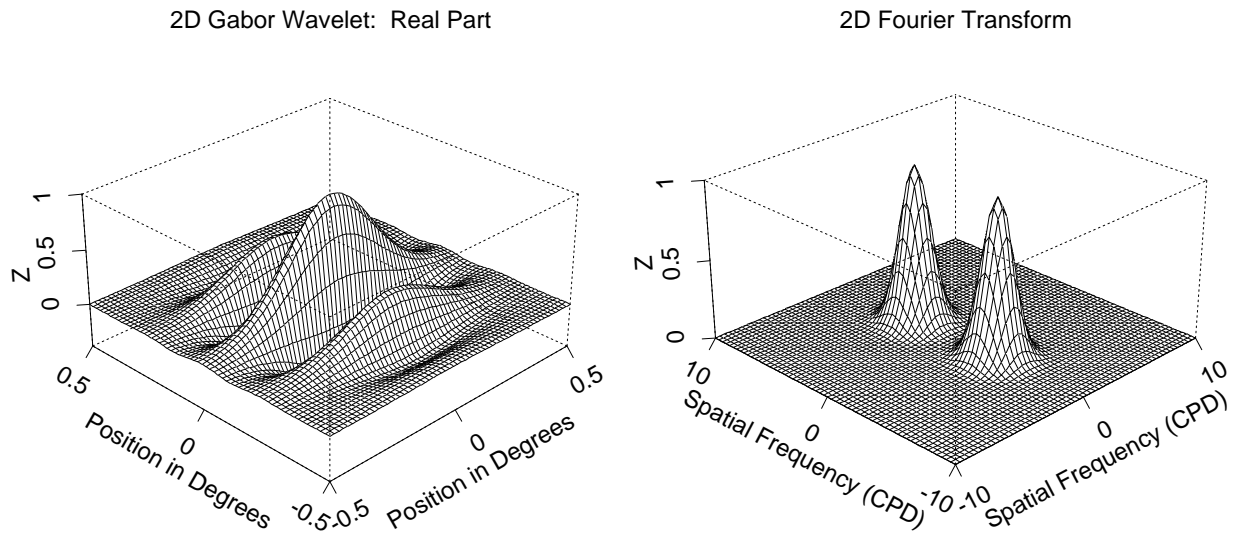 2D Gabor Wavelet: Real Part
1
0.5
0
Z
0.5
0
-0.5
Position in Degrees
-0.5
0
0.5
Position in Degrees
2D Fourier Transform
1
0.5
0
Z
10
0
-10
Spatial Frequency (CPD)
-10
0
10
Spatial Frequency (CPD)